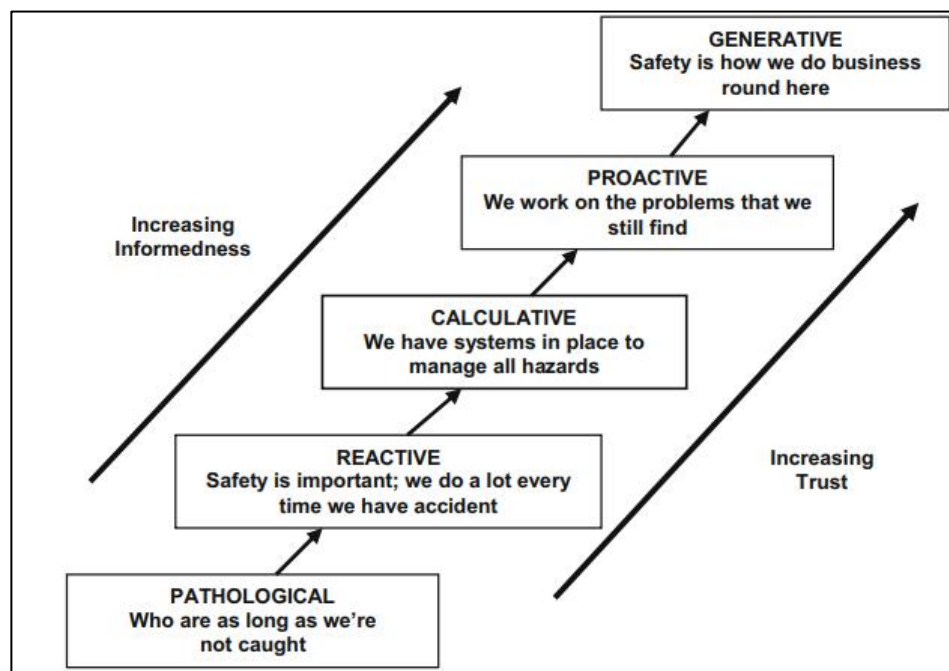 GENERATIVE
Safety is how we do business
round here
PROACTIVE
We work on the problems that we
still find
Increasing
Informedness
CALCULATIVE
We have systems in place to
manage all hazards
REACTIVE
Safety is important; we do a lot every
time we have accident
Increasing
Trust
PATHOLOGICAL
Who are as long as we're
not caught